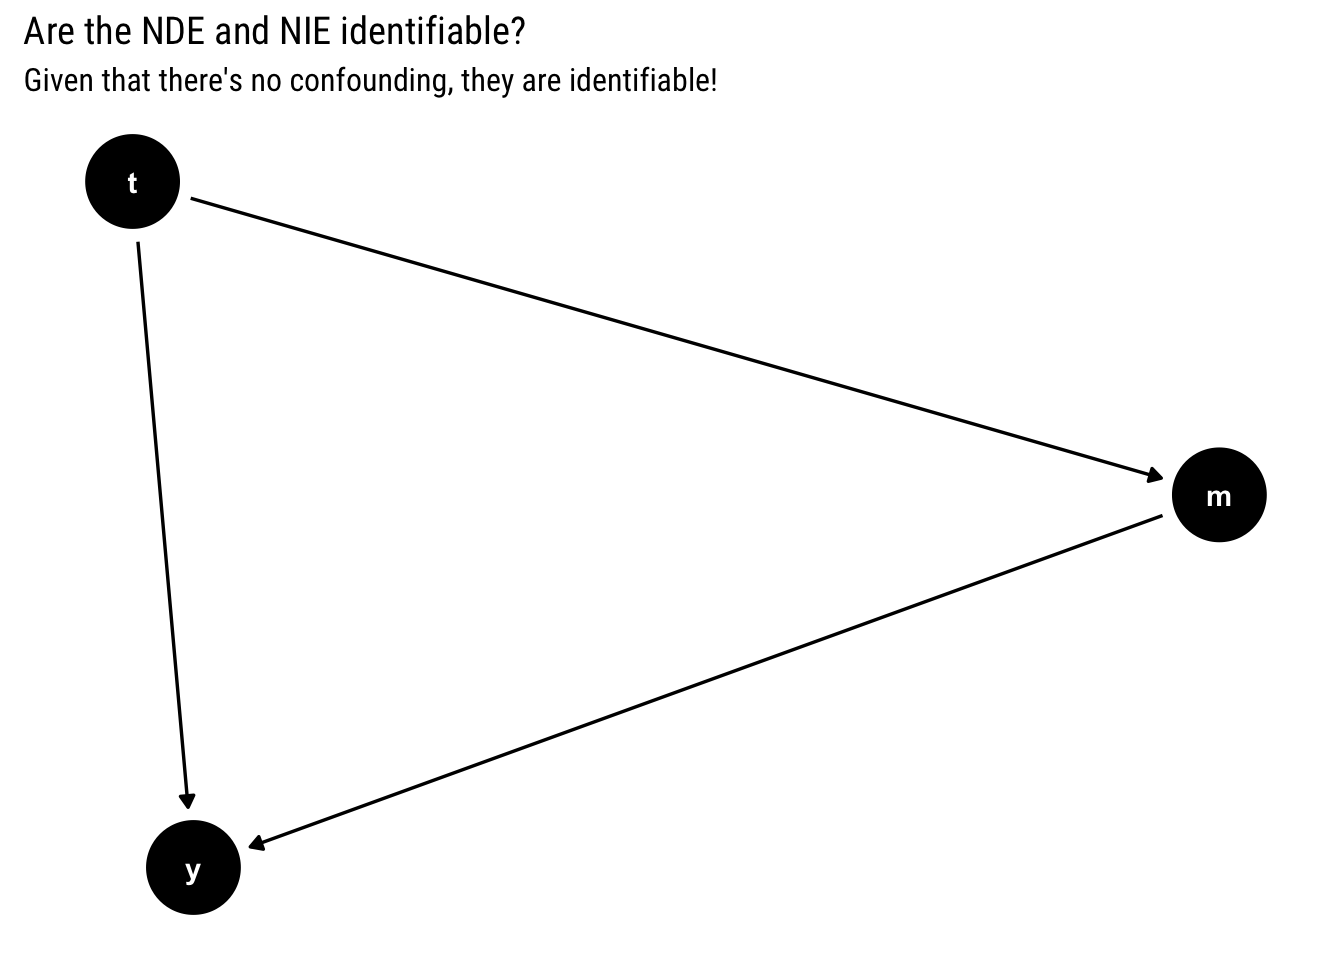 Are the NDE and NIE identifiable?
Given that there's no confounding, they are identifiable!
t
m
y